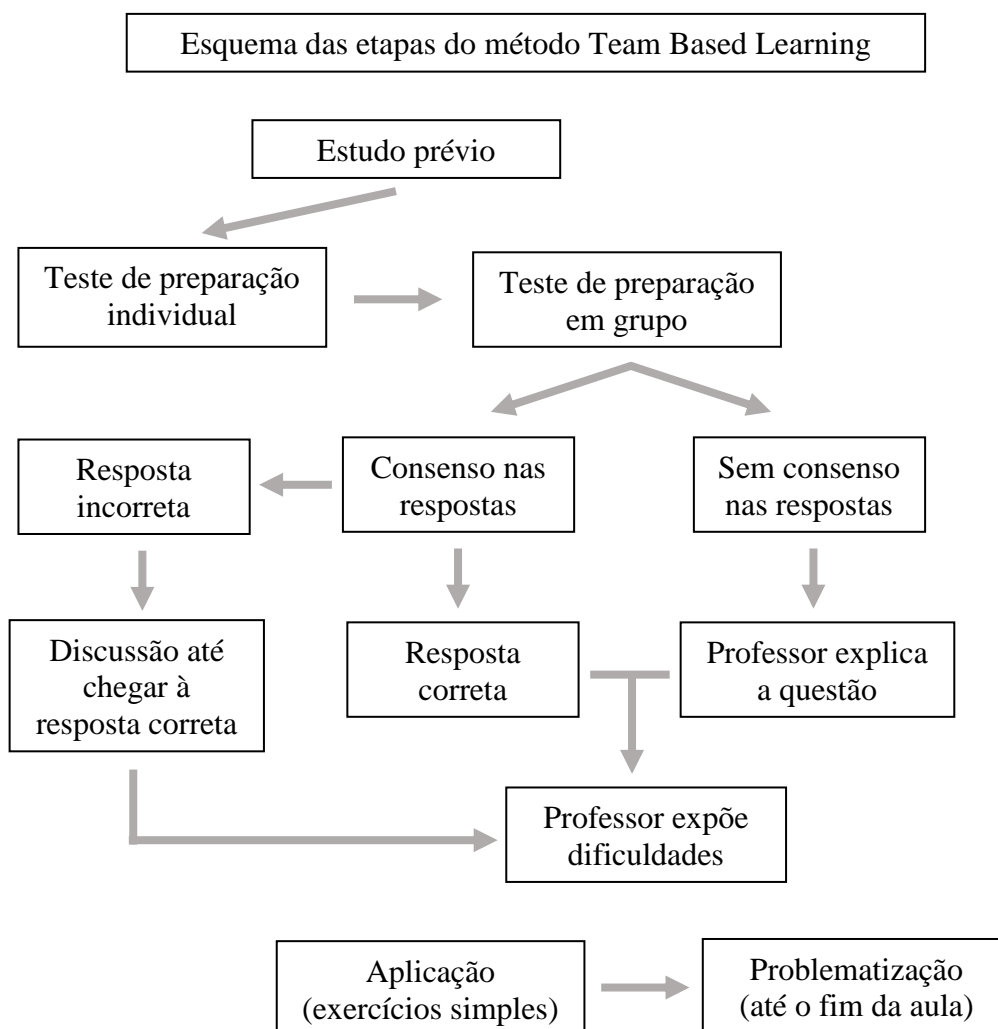 Esquema das etapas do método Team Based Learning
Estudo prévio
Teste de preparação
individual
Teste de preparação
em grupo
Resposta
incorreta
Consenso nas
respostas
Sem consenso
nas respostas
Discussão até
chegar à
resposta correta
Resposta
correta
Professor explica
a questão
Professor expõe
dificuldades
Aplicação
(exercícios simples)
Problematização
(até o fim da aula)